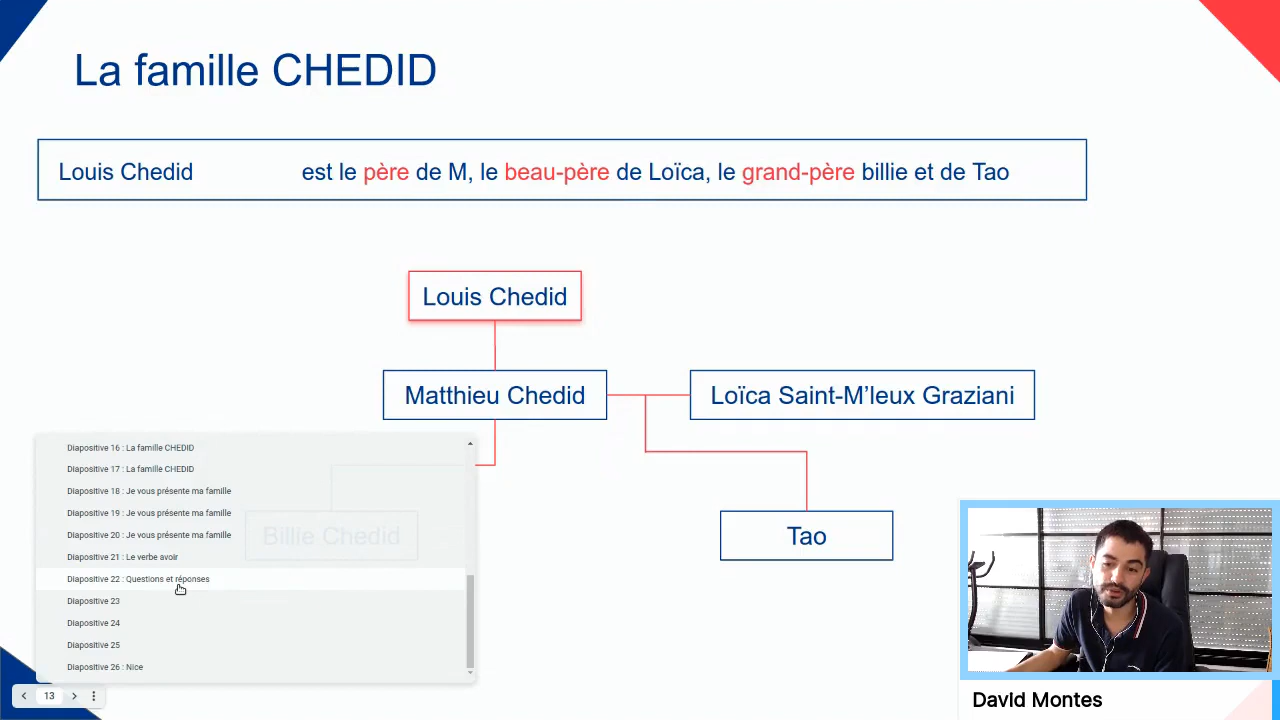 La famille CHEDID
Louis Chedid est le père de M, le beau-père de Loïca, le grand-père billie et de Tao
Louis Chedid
Matthieu Chedid
Loïca Saint-M’leux Graziani
Billie Chedid
Tao
Diapositive 16 : La famille CHEDID
Diapositive 17 : La famille CHEDID
Diapositive 18 : Je vous présente ma famille
Diapositive 19 : Je vous présente ma famille
Diapositive 20 : Je vous présente ma famille
Diapositive 21 : Le verbe avoir
Diapositive 22 : Questions et réponses
Diapositive 23
Diapositive 24
Diapositive 25
Diapositive 26 : Nice
13
David Montes